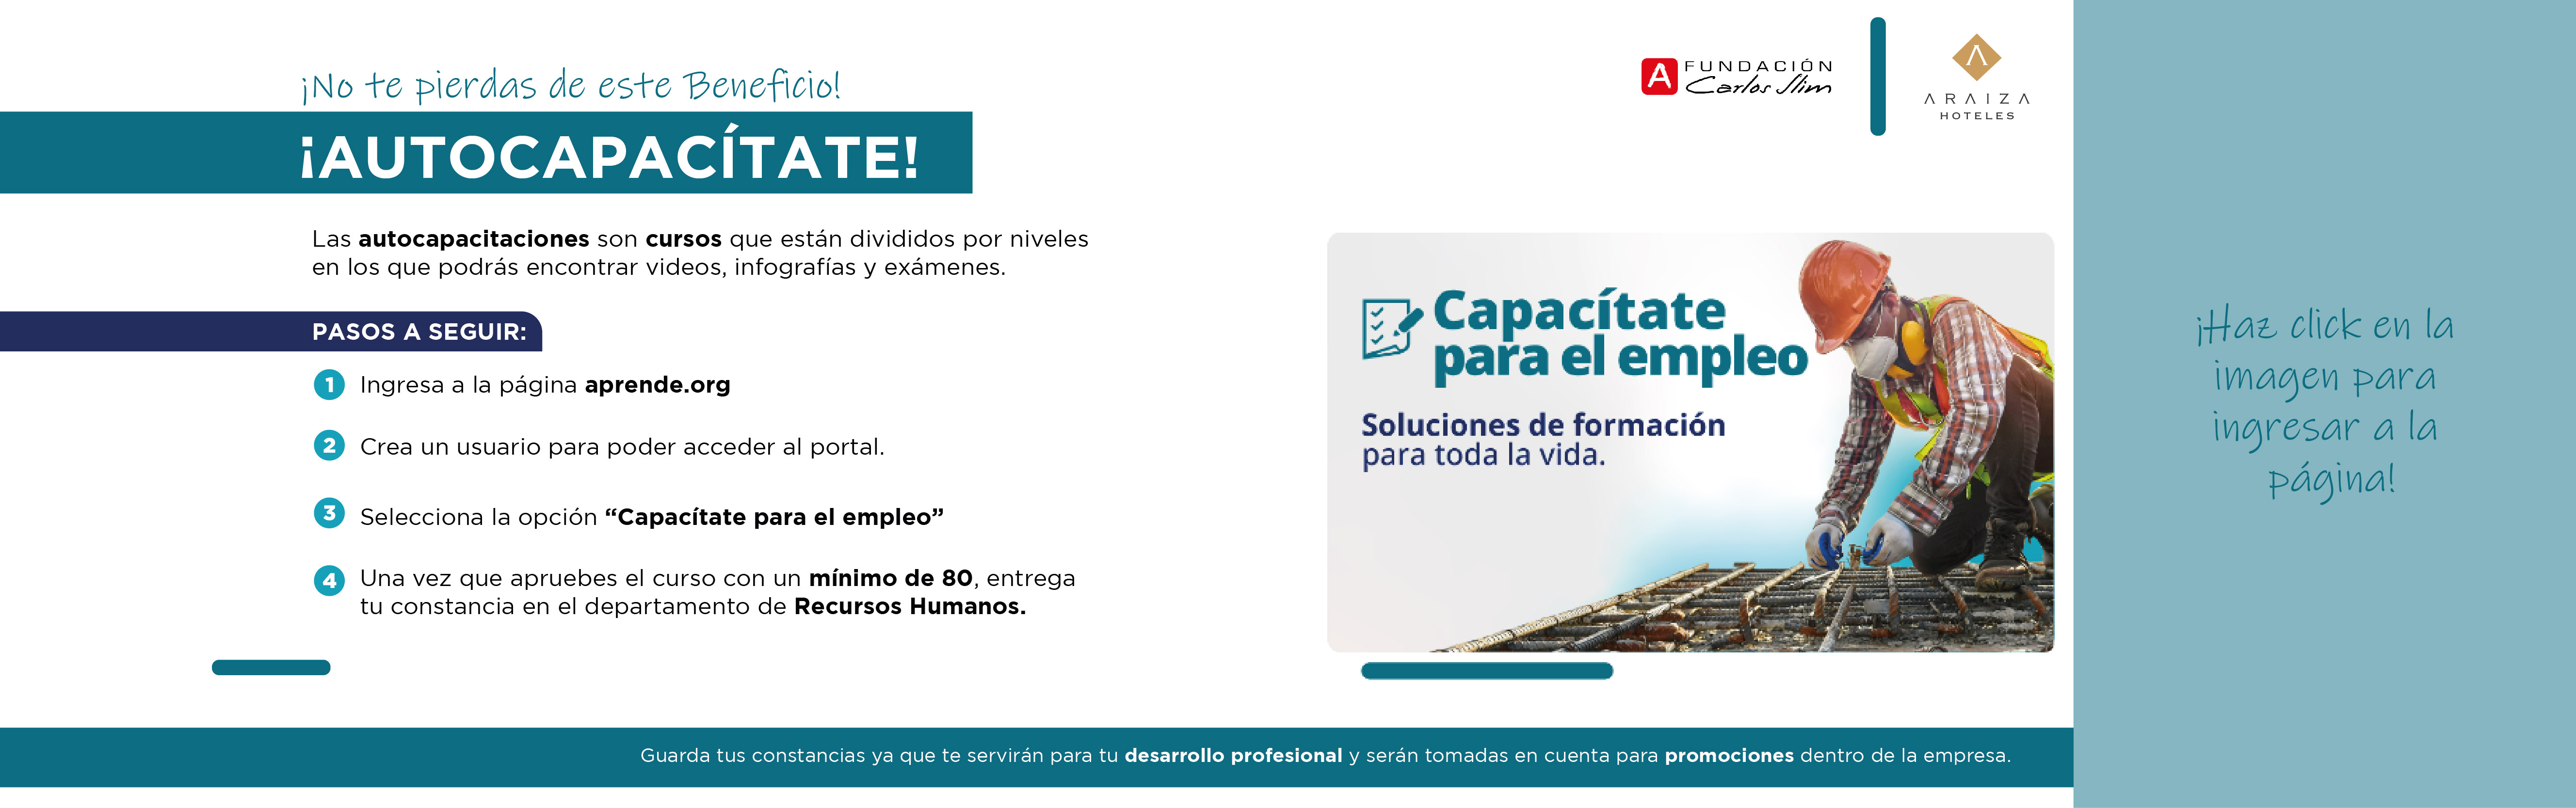 ¡No te pierdas de este Beneficio!
¡AUTOCAPACÍTATE!
Las autocapacitaciones son cursos que están divididos por niveles
en los que podrás encontrar videos, infografías y exámenes.
PASOS A SEGUIR:
1 Ingresa a la página aprende.org
2 Crea un usuario para poder acceder al portal.
3 Selecciona la opción “Capacítate para el empleo”
4 Una vez que apruebes el curso con un mínimo de 80, entrega
tu constancia en el departamento de Recursos Humanos.
A FUNDACIÓN
Carlos Slim
ARAIZA
HOTELES
Capacítate
para el empleo
Soluciones de formación
para toda la vida.
¡Haz click en la
imagen para
ingresar a la
página!
Guarda tus constancias ya que te servirán para tu desarrollo profesional y serán tomadas en cuenta para promociones dentro de la empresa.